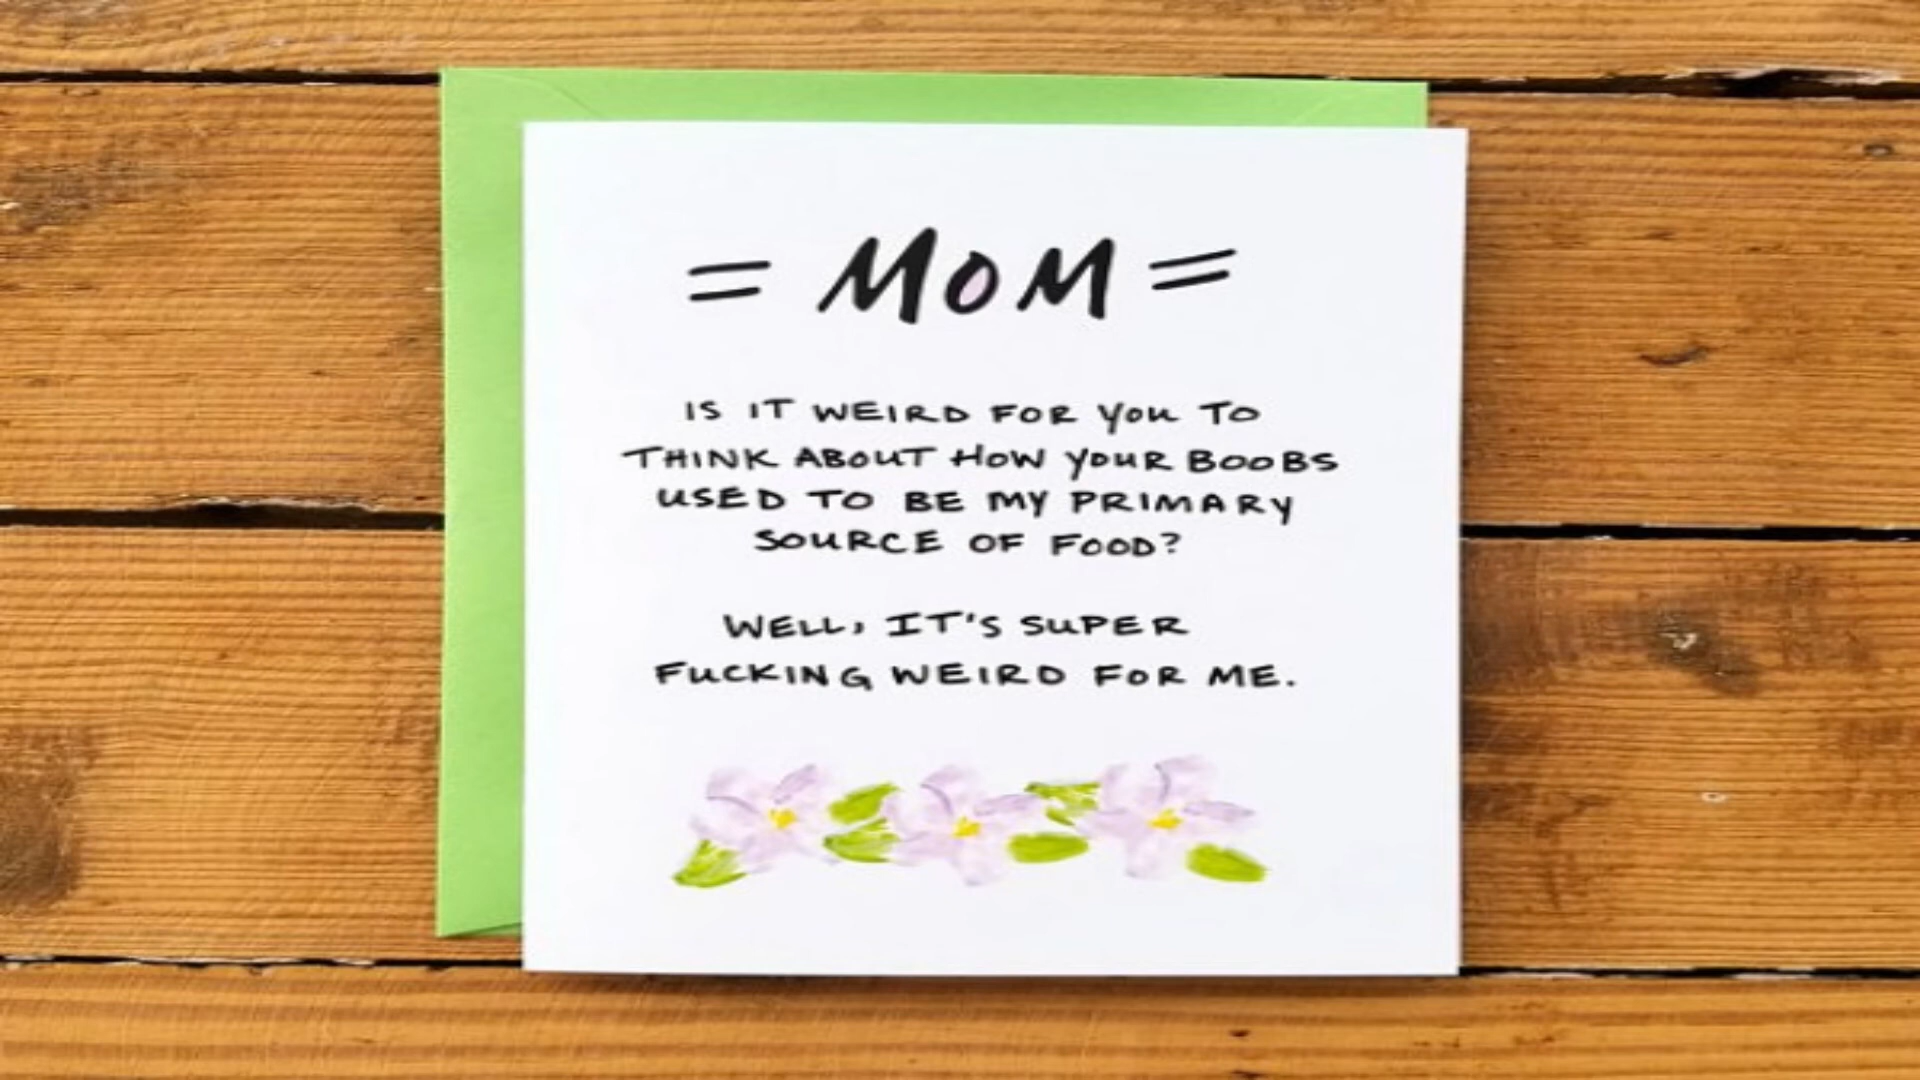 = MOM =
IS IT WEIRD FOR YOU TO
THINK ABOUT HOW YOUR BOOBS
USED TO BE MY PRIMARY
SOURCE OF FOOD?
WELL, IT'S SUPER
FUCKING WEIRD FOR ME.